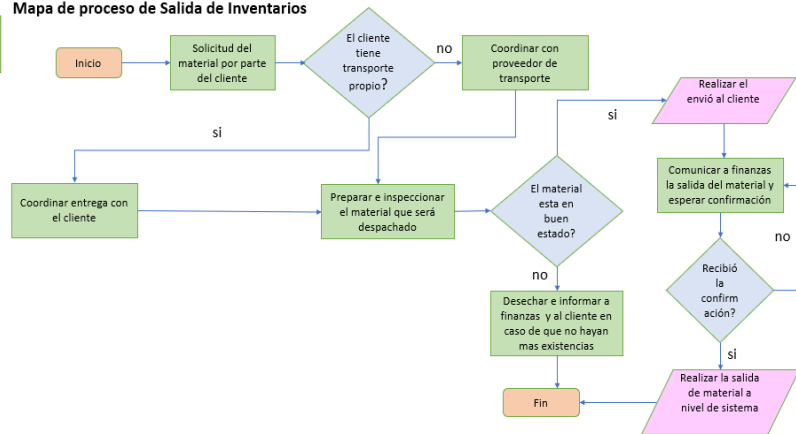 Mapa de proceso de Salida de Inventarios
Inicio
Solicitud del
material por parte
del cliente
El cliente
tiene
transporte
propio?
no
Coordinar con
proveedor de
transporte
si
Coordinar entrega con
el cliente
Preparar e inspeccionar
el material que será
despachado
El material
esta en
buen
estado?
si
Realizar el
envió al cliente
Comunicar a finanzas
la salida del material y
esperar confirmación
no
Recibió
la
confirm
ación?
no
Desechar e informar a
finanzas y al cliente en
caso de que no hayan
mas existencias
si
Realizar la salida
de material a
nivel de sistema
Fin